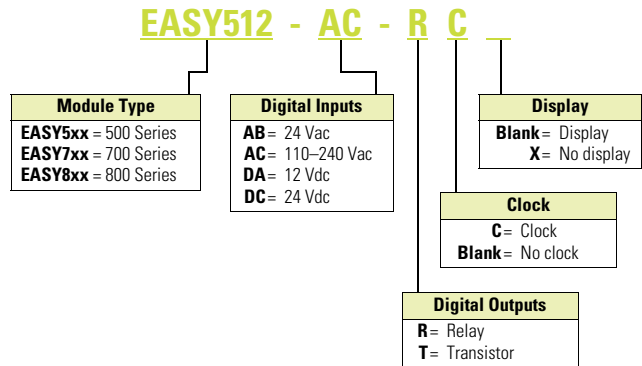 EASY512 - AC - R C _
Module Type
EASY5xx = 500 Series
EASY7xx = 700 Series
EASY8xx = 800 Series
Digital Inputs
AB = 24 Vac
AC = 110–240 Vac
DA = 12 Vdc
DC = 24 Vdc
Display
Blank = Display
X = No display
Clock
C = Clock
Blank = No clock
Digital Outputs
R = Relay
T = Transistor